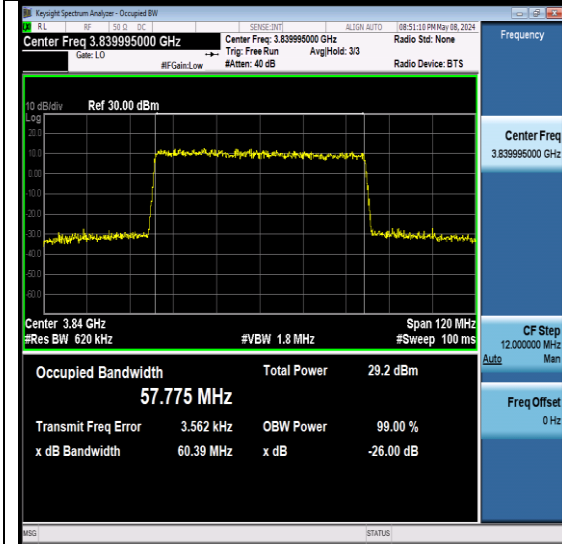 Keysight Spectrum Analyzer - Occupied BW
RL RF 50 Ω DC SENSE:INT ALIGN AUTO 08:51:10 PM May 08, 2024
Center Freq 3.839995000 GHz Center Freq: 3.839995000 GHz Radio Std: None Frequency
Gate: LO Trig: Free Run Avg|Hold: 3/3
#IFGain:Low #Atten: 40 dB Radio Device: BTS
10 dB/div Ref 30.00 dBm
Log
20.0
10.0
0.00
-10.0
-20.0
-30.0
-40.0
-50.0
-60.0
Center Freq
3.839995000 GHz
Center 3.84 GHz Span 120 MHz
#Res BW 620 kHz #VBW 1.8 MHz #Sweep 100 ms
CF Step
12.000000 MHz
Auto Man
Occupied Bandwidth Total Power 29.2 dBm
57.775 MHz
Transmit Freq Error 3.562 kHz OBW Power 99.00 %
x dB Bandwidth 60.39 MHz x dB -26.00 dB
Freq Offset
0 Hz
MSG STATUS